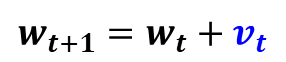 w_{t+1} = w_t + v_t